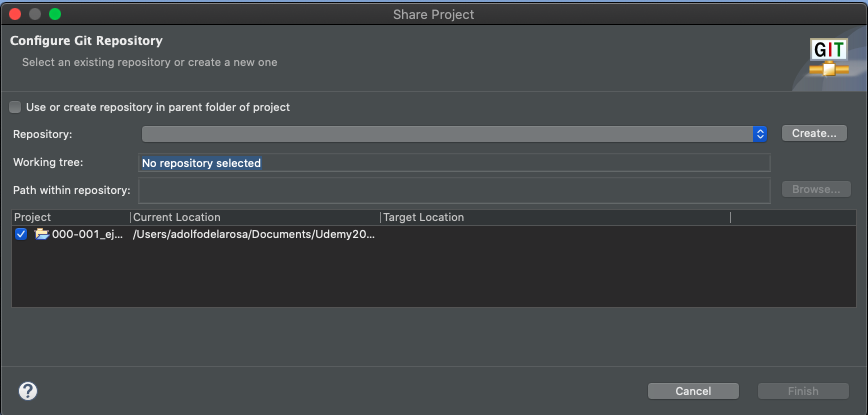 Share Project
Configure Git Repository
Select an existing repository or create a new one
GIT
Use or create repository in parent folder of project
Repository:
Create...
Working tree:
No repository selected
Path within repository:
Browse...
Project Current Location Target Location
000-001_ej... /Users/adolfodelarosa/Documents/Udemy20...
?
Cancel
Finish